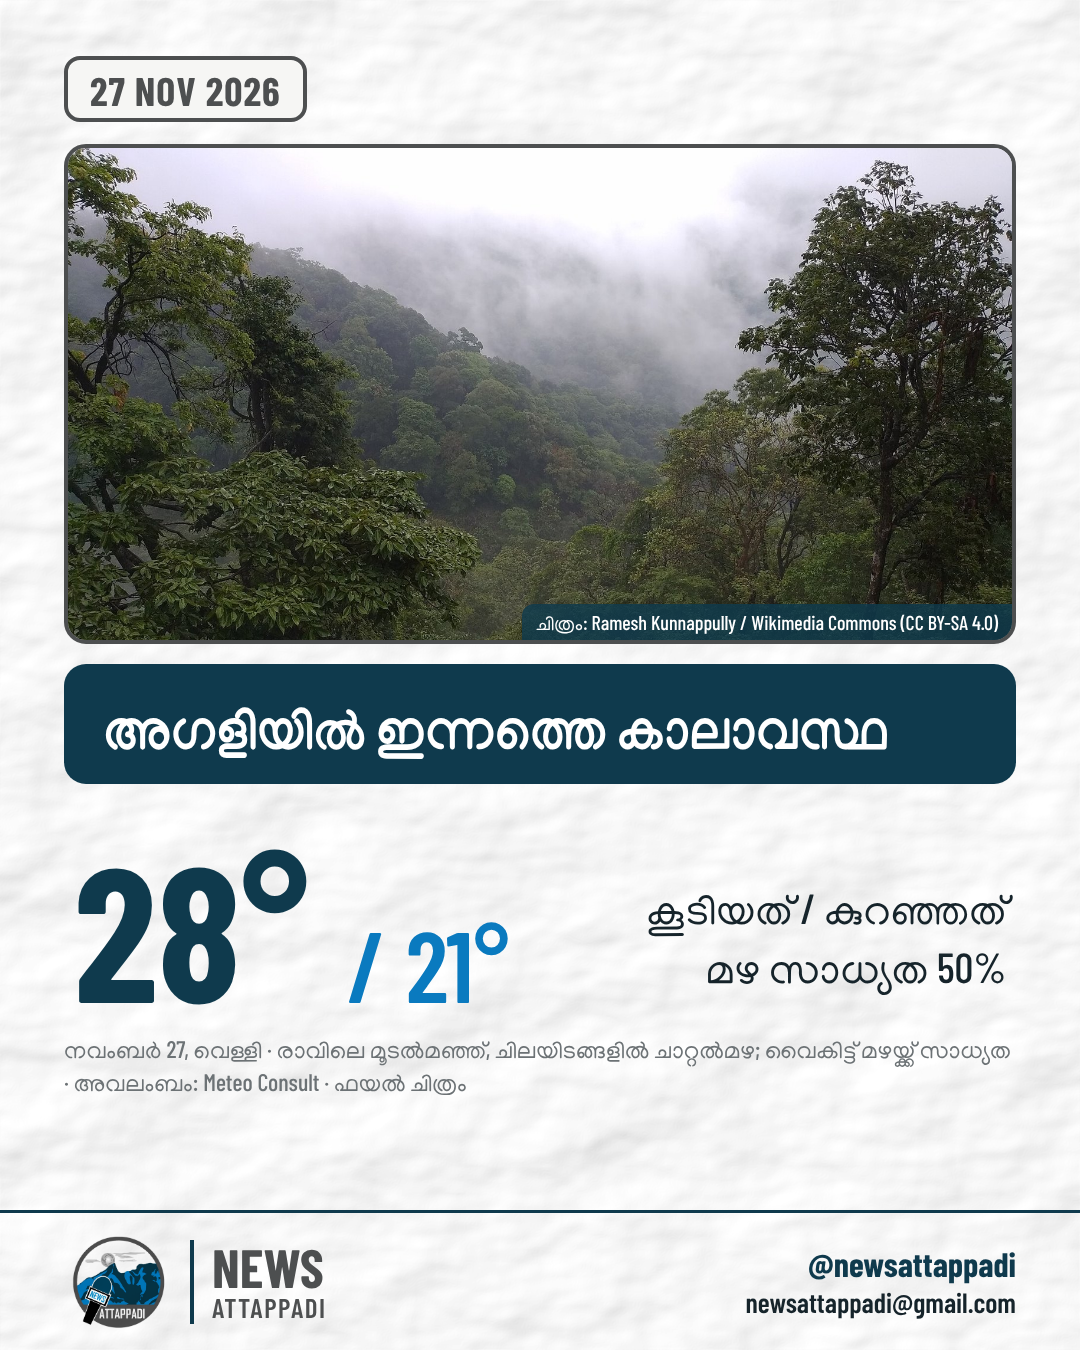 27 NOV 2026
ചിത്രം: Ramesh Kunnappully / Wikimedia Commons (CC BY-SA 4.0)
അഗളിയിൽ ഇന്നത്തെ കാലാവസ്ഥ
28° / 21°
കൂടിയത് / കുറഞ്ഞത്
മഴ സാധ്യത 50%
നവംബർ 27, വെള്ളി · രാവിലെ മൂടൽമഞ്ഞ്, ചിലയിടങ്ങളിൽ ചാറ്റൽമഴ; വൈകിട്ട് മഴയ്ക്ക് സാധ്യത
· അവലംബം: Meteo Consult · ഫയൽ ചിത്രം
NEWS
ATTAPPADI
NEWS
ATTAPPADI
@newsattappadi
newsattappadi@gmail.com